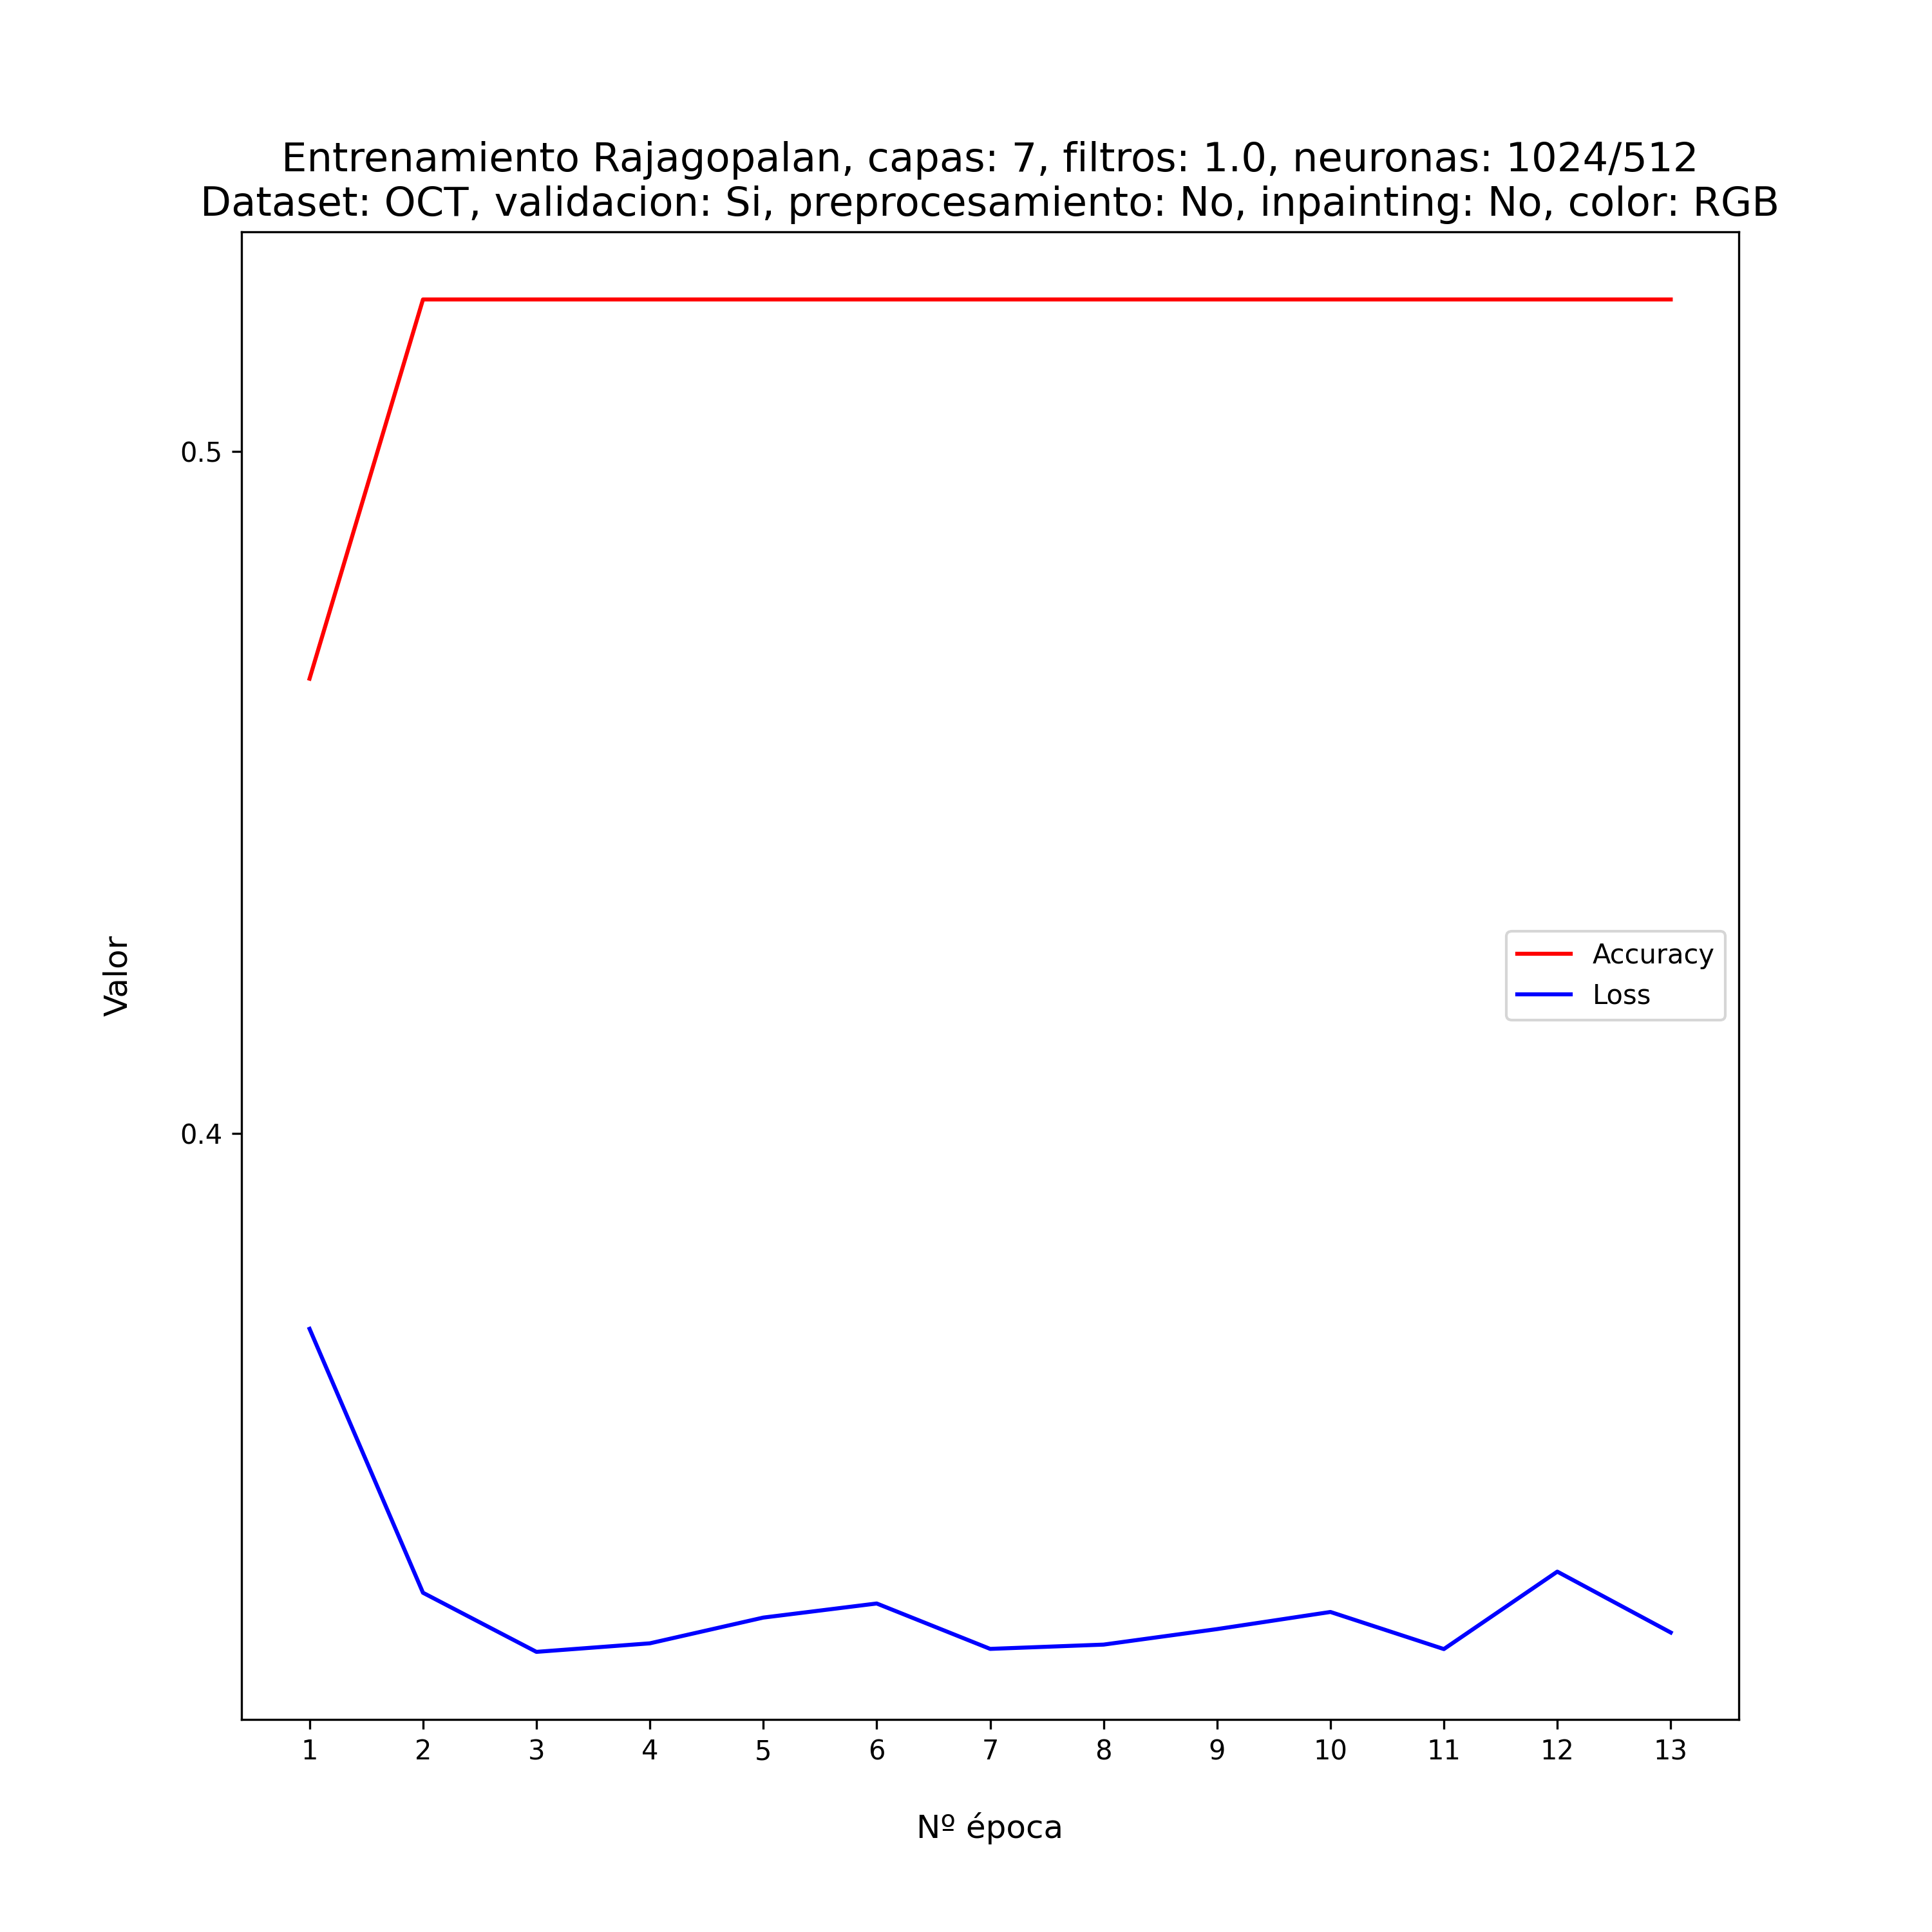 Entrenamiento Rajagopalan, capas: 7, filtros: 1.0, neuronas: 1024/512
Dataset: OCT, validacion: Si, preprocesamiento: No, inpainting: No, color: RGB
0.5
0.4
Valor
Accuracy
Loss
1 2 3 4 5 6 7 8 9 10 11 12 13
Nº época